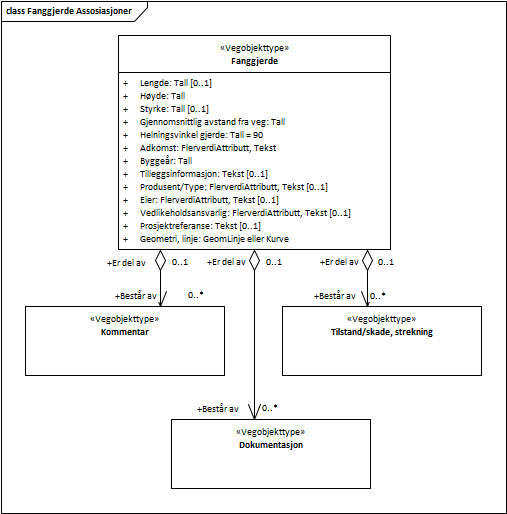 class Fanggjerde Assosiasjoner
«Vegobjekttype»
Fanggjerde
+ Lengde: Tall [0..1]
+ Høyde: Tall
+ Styrke: Tall [0..1]
+ Gjennomsnittlig avstand fra veg: Tall
+ Helningsvinkel gjerde: Tall = 90
+ Adkomst: FlerverdiAttributt, Tekst
+ Byggeår: Tall
+ Tilleggsinformasjon: Tekst [0..1]
+ Produsent/Type: FlerverdiAttributt, Tekst [0..1]
+ Eier: FlerverdiAttributt, Tekst [0..1]
+ Vedlikeholdsansvarlig: FlerverdiAttributt, Tekst [0..1]
+ Prosjektreferanse: Tekst [0..1]
+ Geometri, linje: GeomLinje eller Kurve
+Er del av 0..1 +Er del av 0..1 +Er del av 0..1
+Består av 0..* +Består av 0..*
«Vegobjekttype»
Kommentar
«Vegobjekttype»
Tilstand/skade, strekning
+Består av 0..*
«Vegobjekttype»
Dokumentasjon